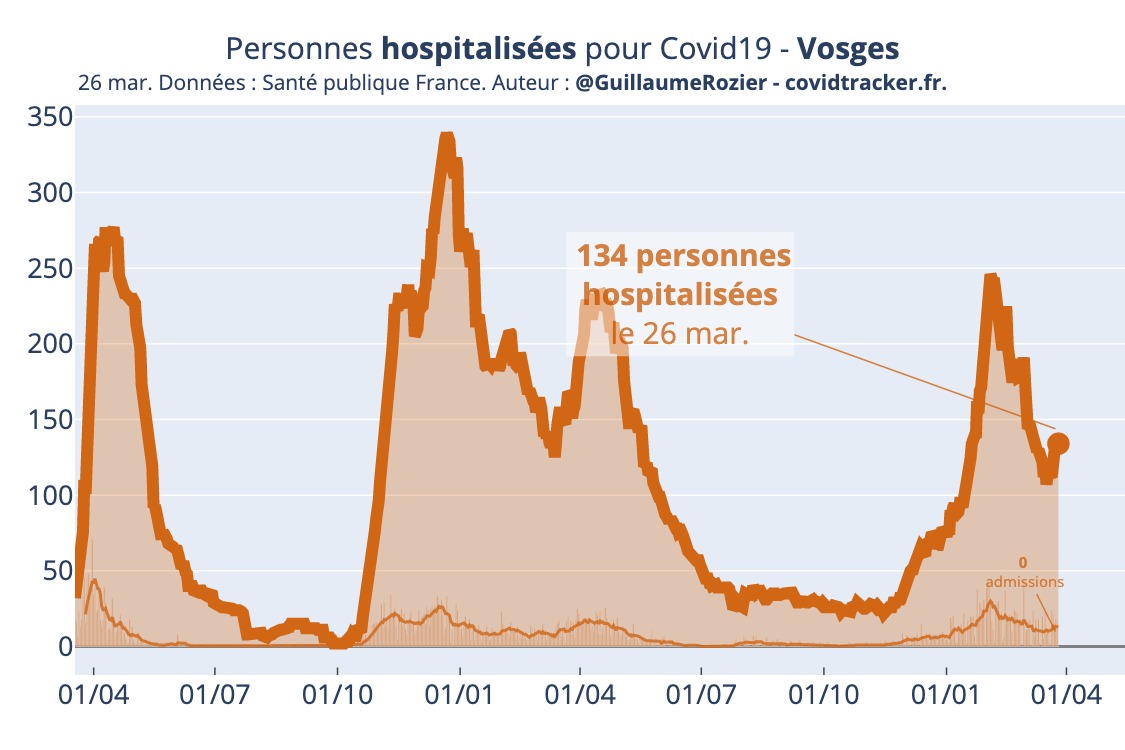 Personnes hospitalisées pour Covid19 - Vosges
26 mar. Données : Santé publique France. Auteur : @GuillaumeRozier - covidtracker.fr.
350
300
250
200
150
100
50
0
134 personnes
hospitalisées
le 26 mar.
0
admissions
01/04 01/07 01/10 01/01 01/04 01/07 01/10 01/01 01/04